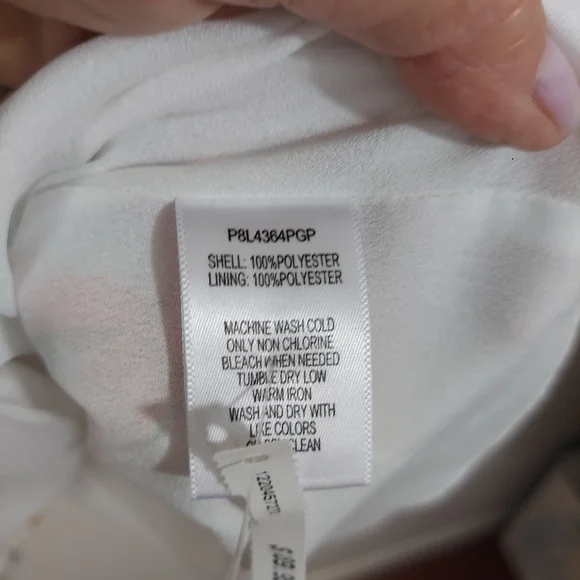 P8L4364PGP
SHELL: 100%POLYESTER
LINING: 100%POLYESTER
MACHINE WASH COLD
ONLY NON CHLORINE
BLEACH WHEN NEEDED
TUMBLE DRY LOW
WARM IRON
WASH AND DRY WITH
LIKE COLORS
CLEAN